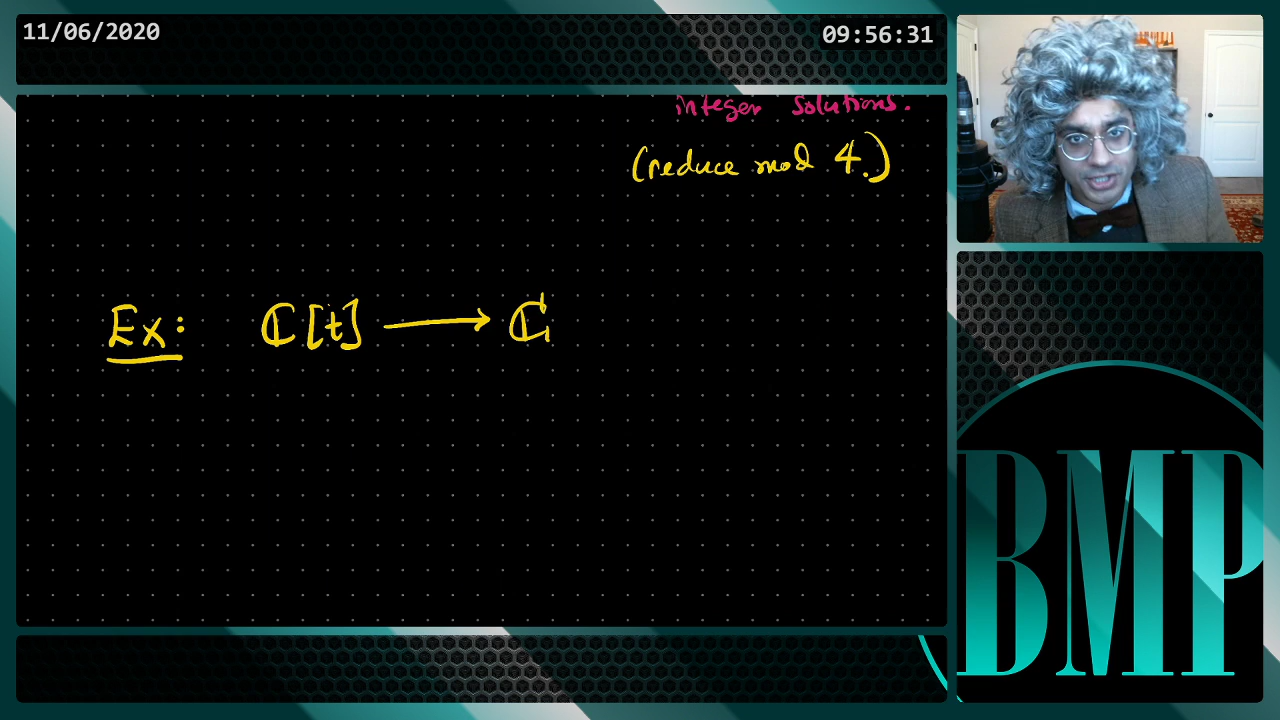 11/06/2020
09:56:31
integer solutions.
(reduce mod 4.)
Ex: ℂ[t] ⟶ ℂ
BMP